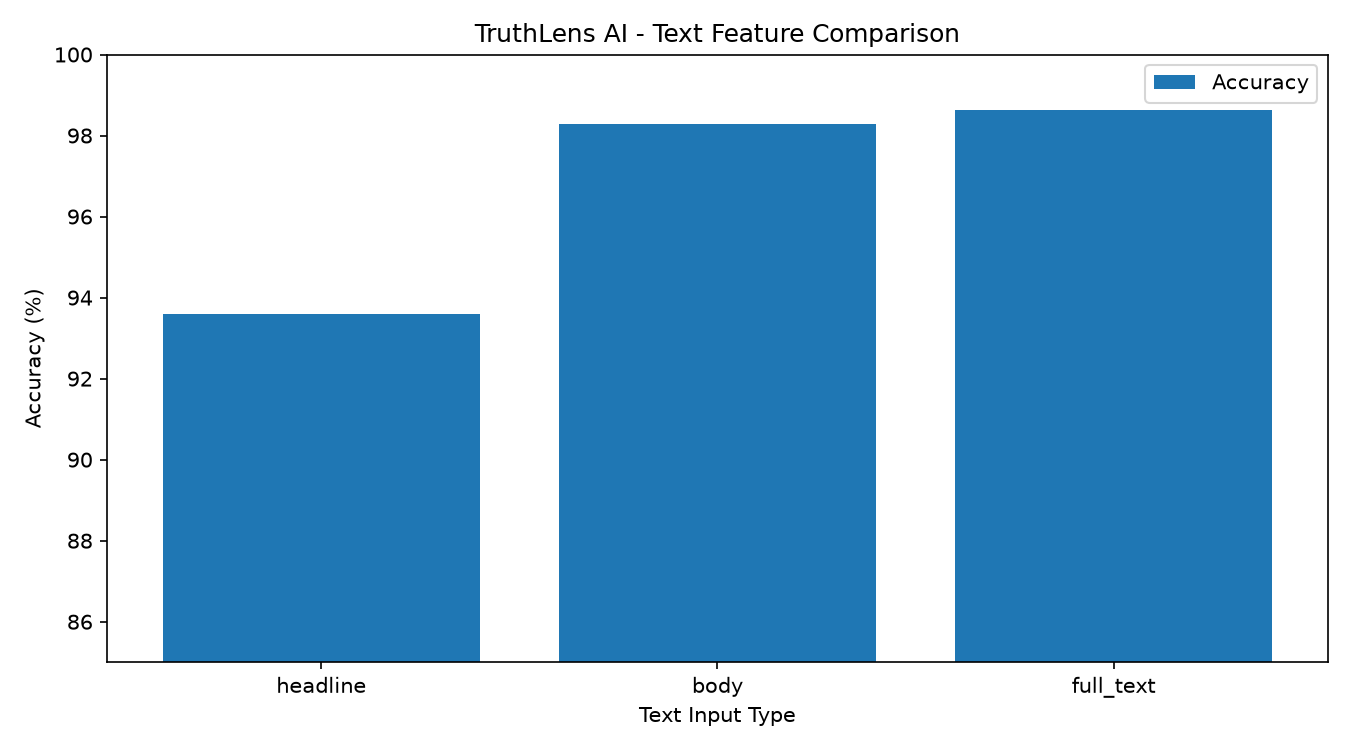 TruthLens AI - Text Feature Comparison
Accuracy
Accuracy (%)
100
98
96
94
92
90
88
86
headline
body
full_text
Text Input Type